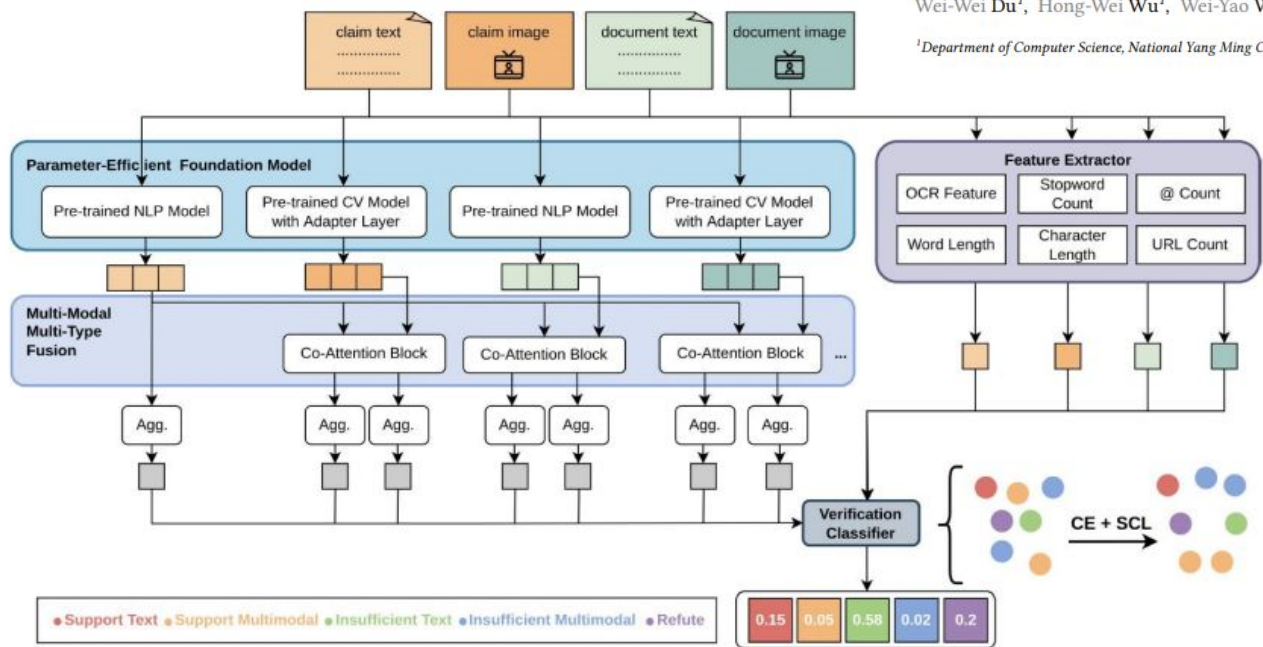 Wei-Wei Du¹, Hong-Wei Wu¹, Wei-Yao
¹Department of Computer Science, National Yang Ming
claim text
claim image
document text
document image
Parameter-Efficient Foundation Model
Pre-trained NLP Model
Pre-trained CV Model
with Adapter Layer
Pre-trained NLP Model
Pre-trained CV Model
with Adapter Layer
Feature Extractor
OCR Feature
Stopword
Count
@ Count
Word Length
Character
Length
URL Count
Multi-Modal
Multi-Type
Fusion
Co-Attention Block
Co-Attention Block
Co-Attention Block
...
Agg.
Agg.
Agg.
Agg.
Agg.
Agg.
Agg.
Verification
Classifier
CE + SCL
Support Text
Support Multimodal
Insufficient Text
Insufficient Multimodal
Refute
0.15
0.05
0.58
0.02
0.2